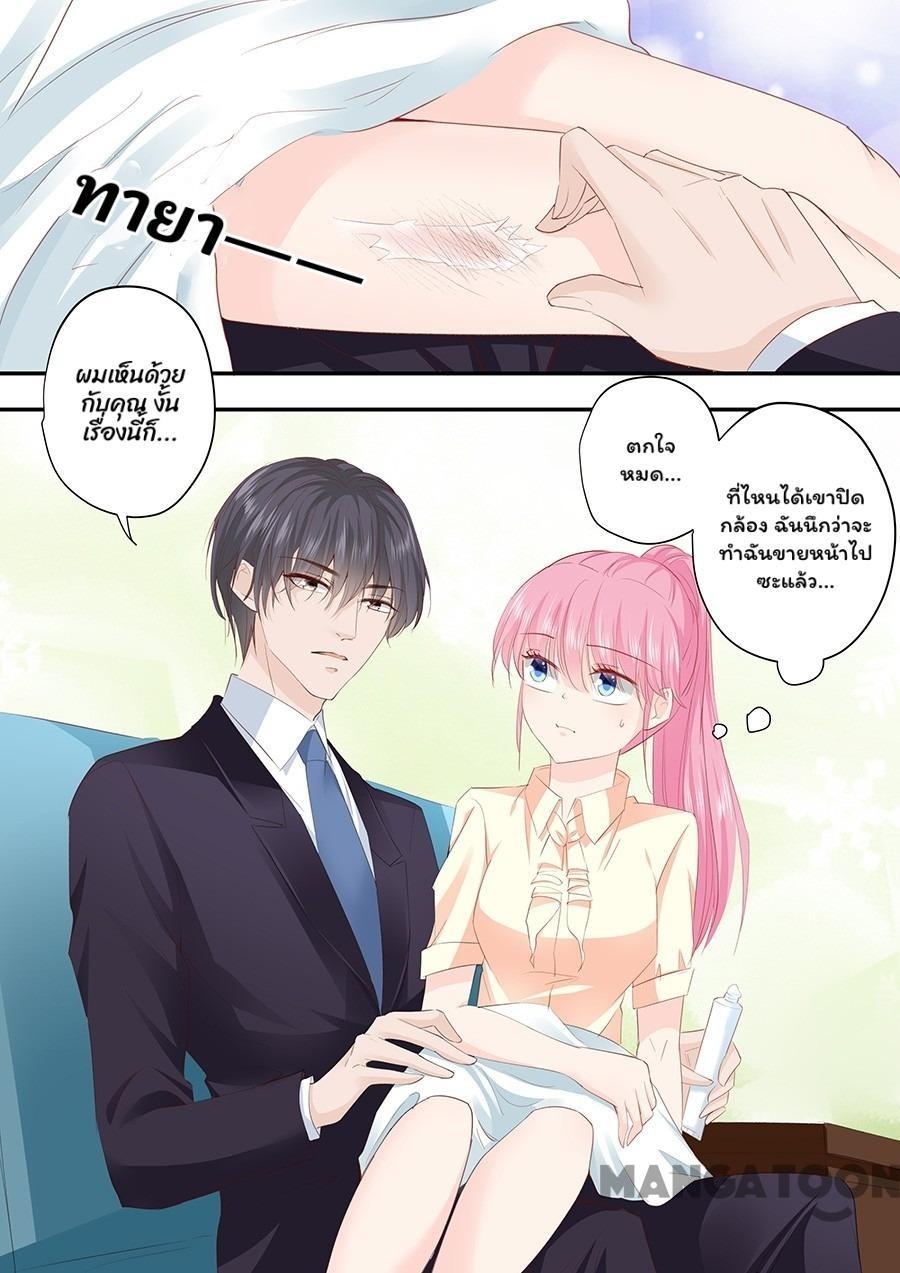 ทายา——
ผมเห็นด้วย
กับคุณ งั้น
เรื่องนี้ก็...
ตกใจ
หมด...
ที่ไหนได้เขาปิด
กล้อง ฉันนึกว่าจะ
ทำฉันขายหน้าไป
ซะแล้ว...
MANGATOON